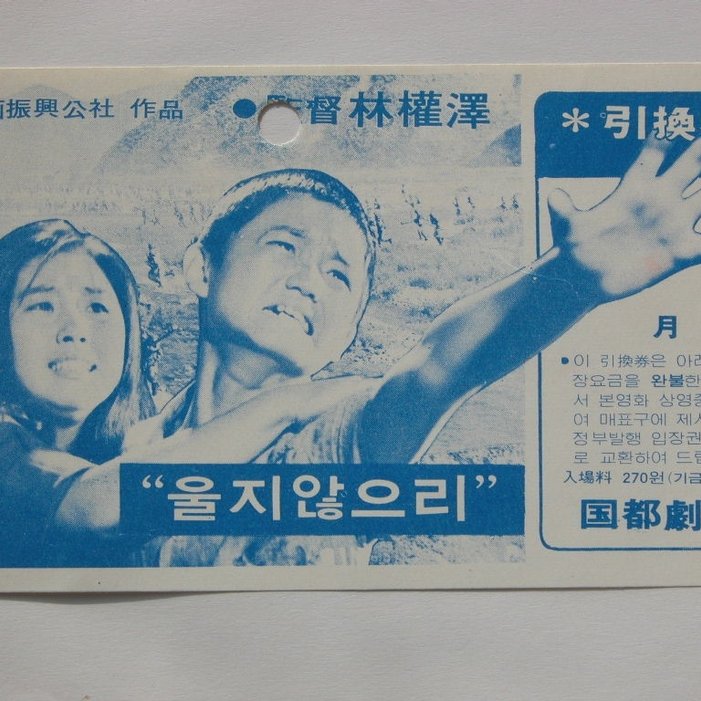 振興公社 作品
●監督林權澤
"울지않으리"
＊引換
月
●이 引換券은 아래
장요금을 완불한
서 본영화 상영중
여 매표구에 제시
정부발행 입장권
로 교환하여 드립
入場料 270원 (기금
国都劇